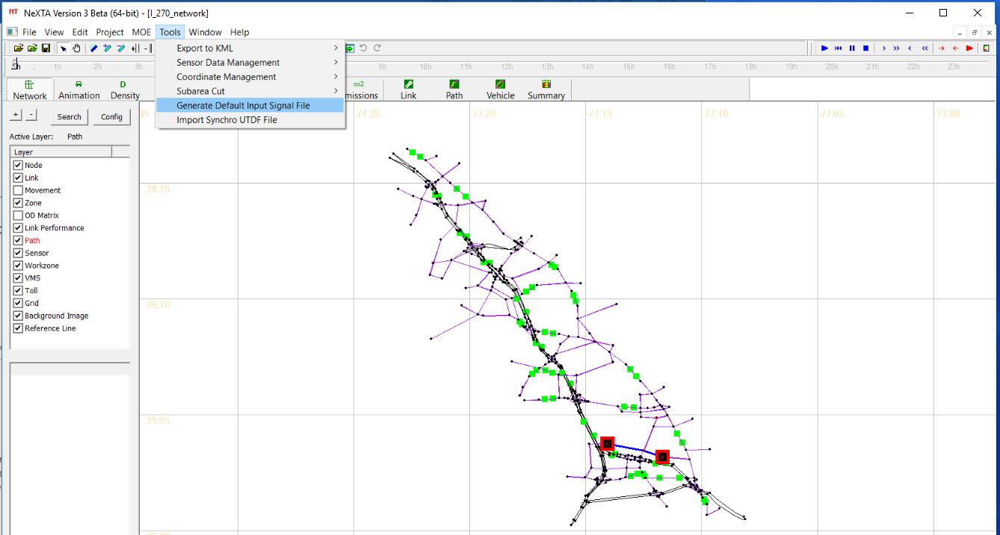 NT NeXTA Version 3 Beta (64-bit) - [I_270_network]
File View Edit Project MOE Tools Window Help
Export to KML
Sensor Data Management
Coordinate Management
Subarea Cut
Generate Default Input Signal File
Import Synchro UTDF File
1h 2h 3h 9h 10h 11h 12h 13h 14h 15h 16h 17h 18h 19h 20h 21h 22h 23h
Network Animation Density missions Link Path Vehicle Summary
+ - Search Config
Active Layer: Path
Layer
Node
Link
Movement
Zone
OD Matrix
Link Performance
Path
Sensor
Workzone
VMS
Toll
Grid
Background Image
Reference Line
35 -77.25 -77.20 -77.15 -77.10 -77.00
39.15
39.10
39.05